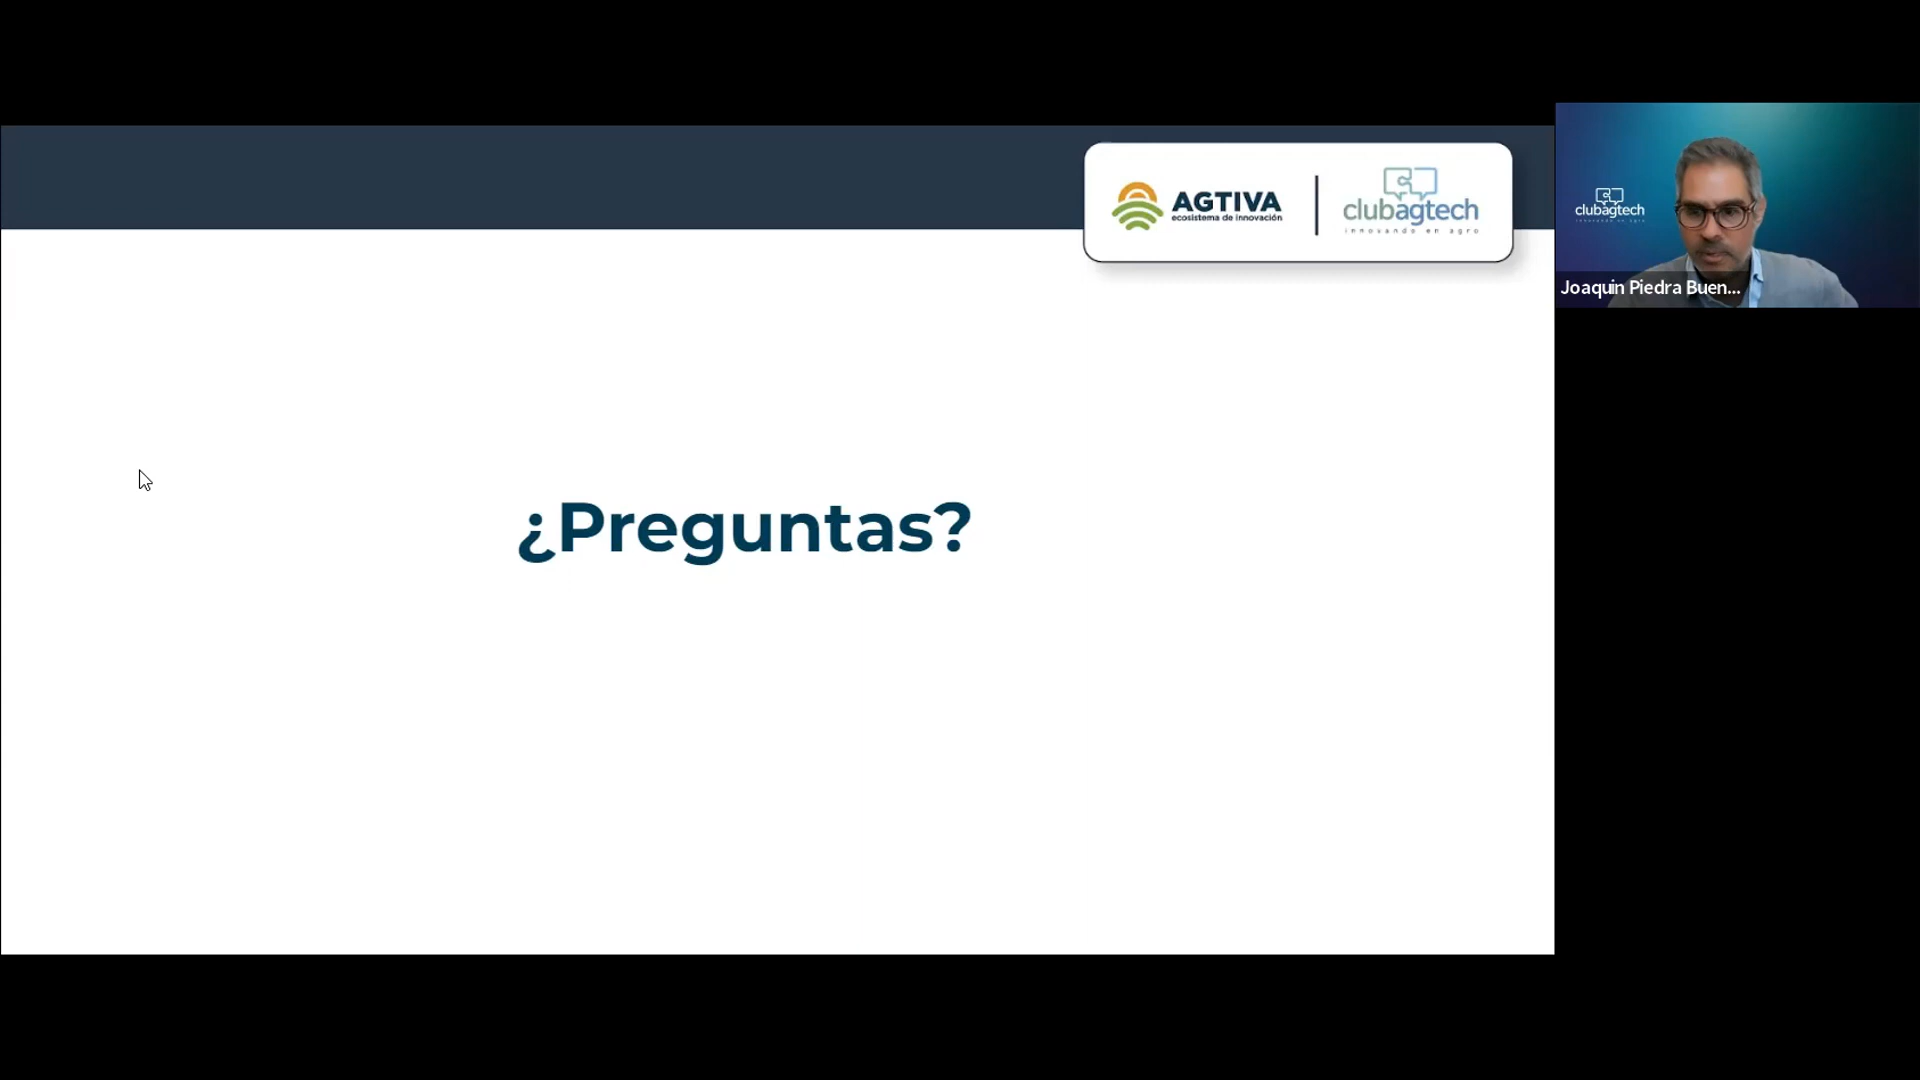 AGTIVA
ecosistema de innovación
clubagtech
innovando en agro
clubagtech
Joaquin Piedra Buen...
¿Preguntas?